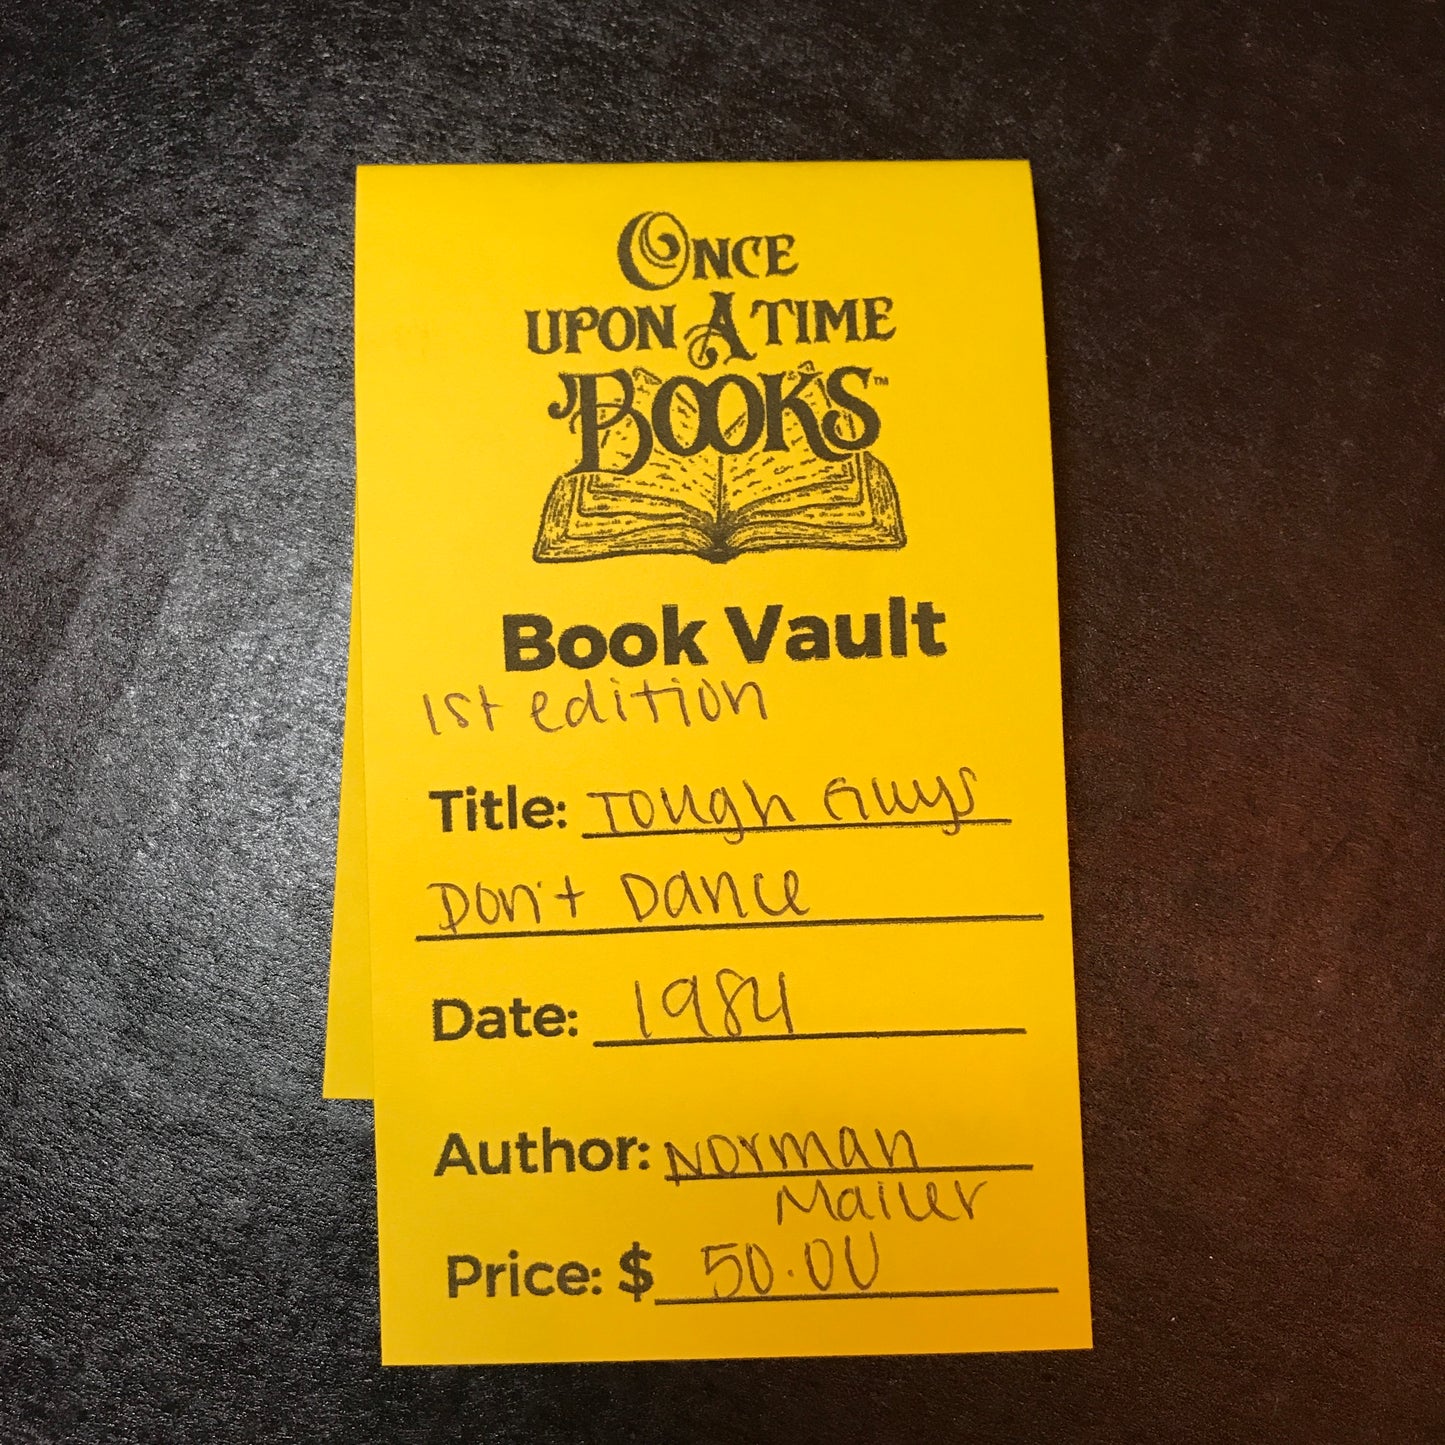 ONCE
UPON A TIME
BOOKS™
Book Vault
1st edition
Title: Tough Guys
Don't Dance
Date: 1984
Author: Norman
Mailer
Price: $ 50.00